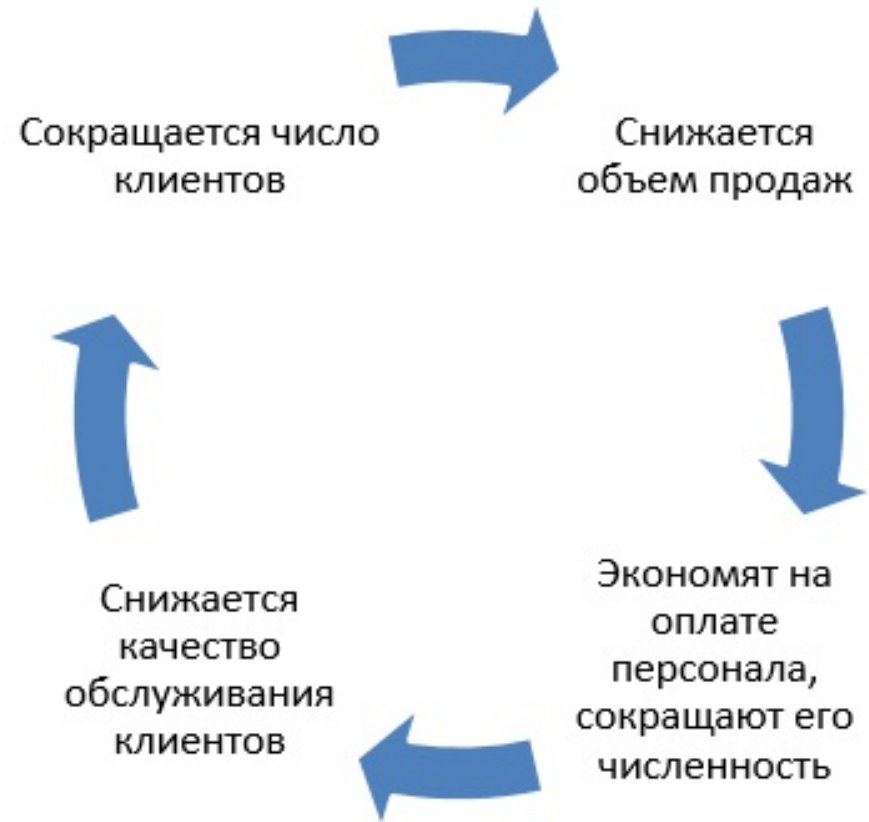 Сокращается число
клиентов
Снижается
объем продаж
Экономят на
оплате
персонала,
сокращают его
численность
Снижается
качество
обслуживания
клиентов